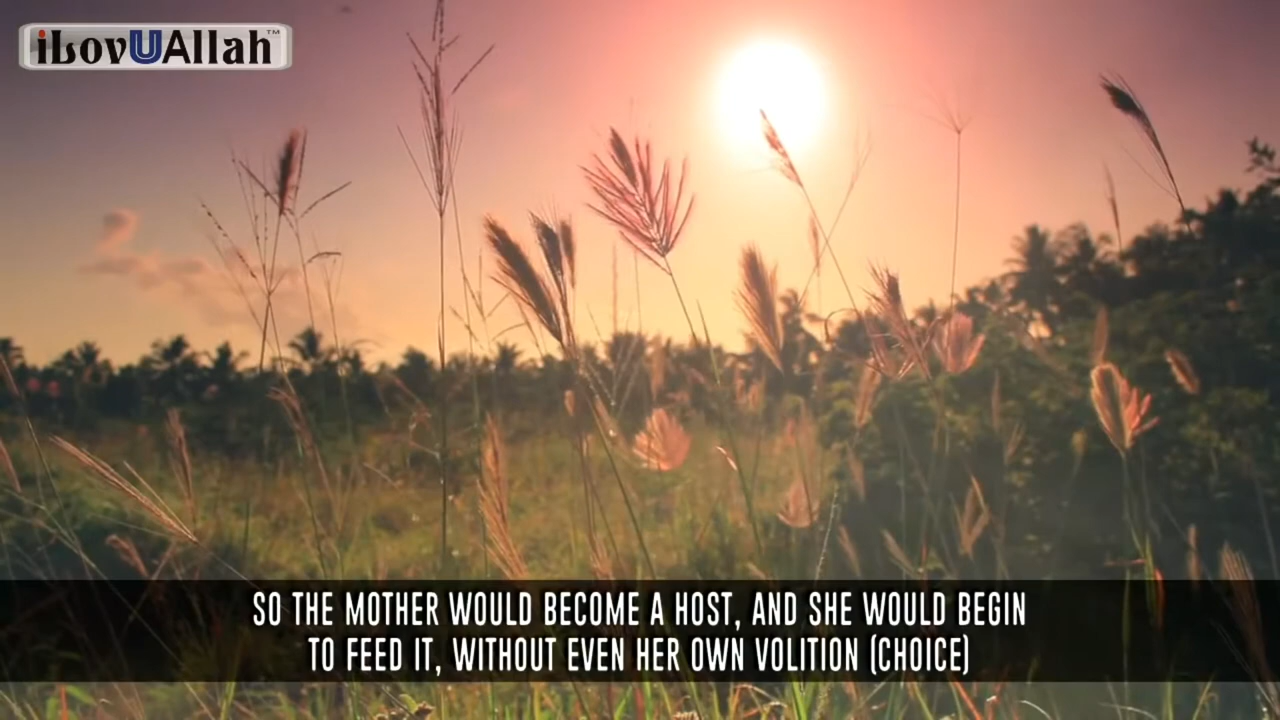 iLovUAllah™
SO THE MOTHER WOULD BECOME A HOST, AND SHE WOULD BEGIN
TO FEED IT, WITHOUT EVEN HER OWN VOLITION (CHOICE)